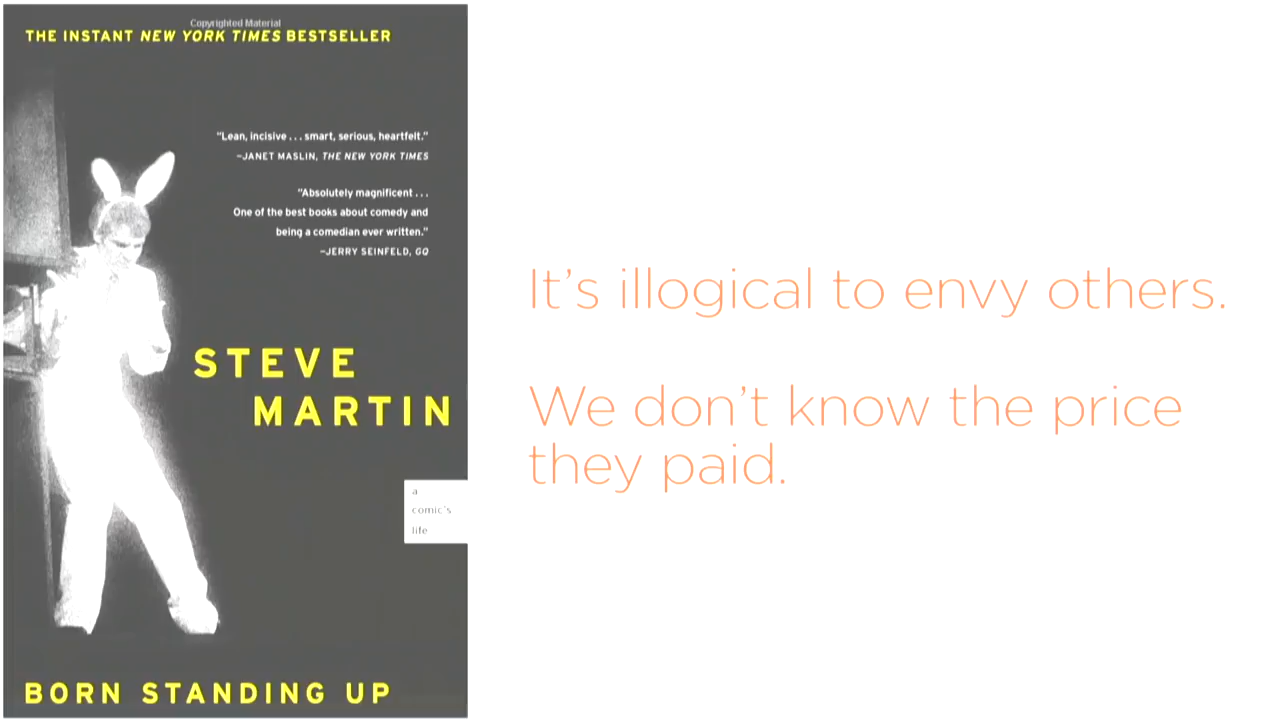 Copyrighted Material
THE INSTANT NEW YORK TIMES BESTSELLER
"Lean, incisive . . . smart, serious, heartfelt."
–JANET MASLIN, THE NEW YORK TIMES
"Absolutely magnificent . . .
One of the best books about comedy and
being a comedian ever written."
–JERRY SEINFELD, GQ
STEVE
MARTIN
a
comic's
life
BORN STANDING UP
It's illogical to envy others.
We don't know the price
they paid.